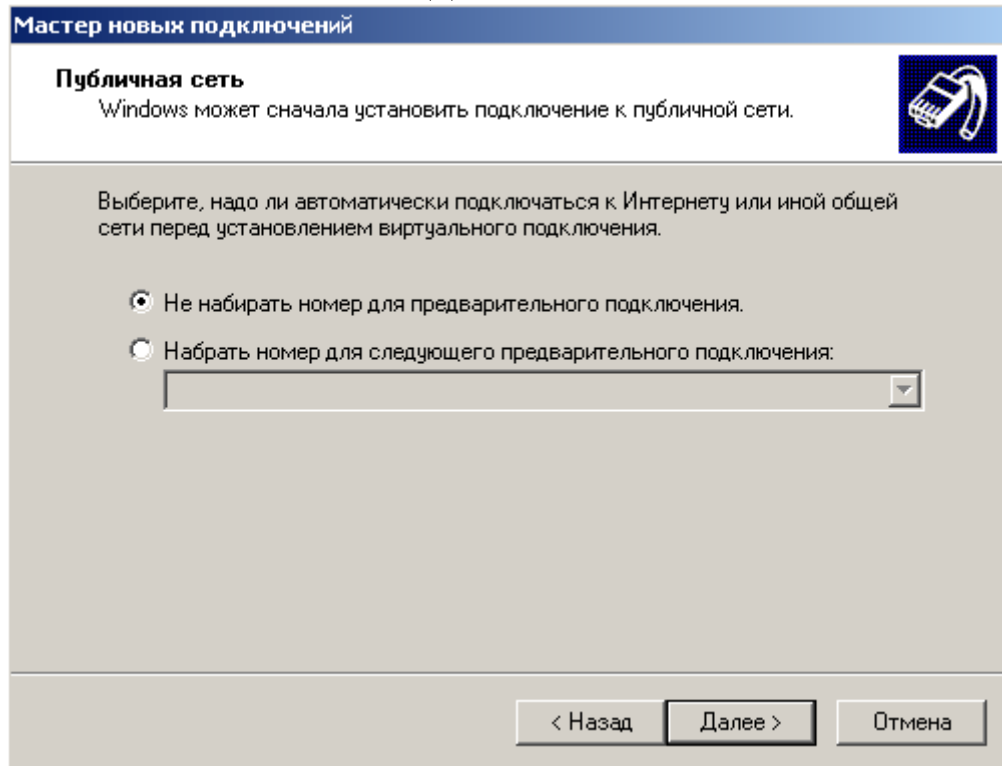 Мастер новых подключений
Публичная сеть
Windows может сначала установить подключение к публичной сети.
Выберите, надо ли автоматически подключаться к Интернету или иной общей
сети перед установлением виртуального подключения.
Не набирать номер для предварительного подключения.
Набрать номер для следующего предварительного подключения:
< Назад
Далее >
Отмена